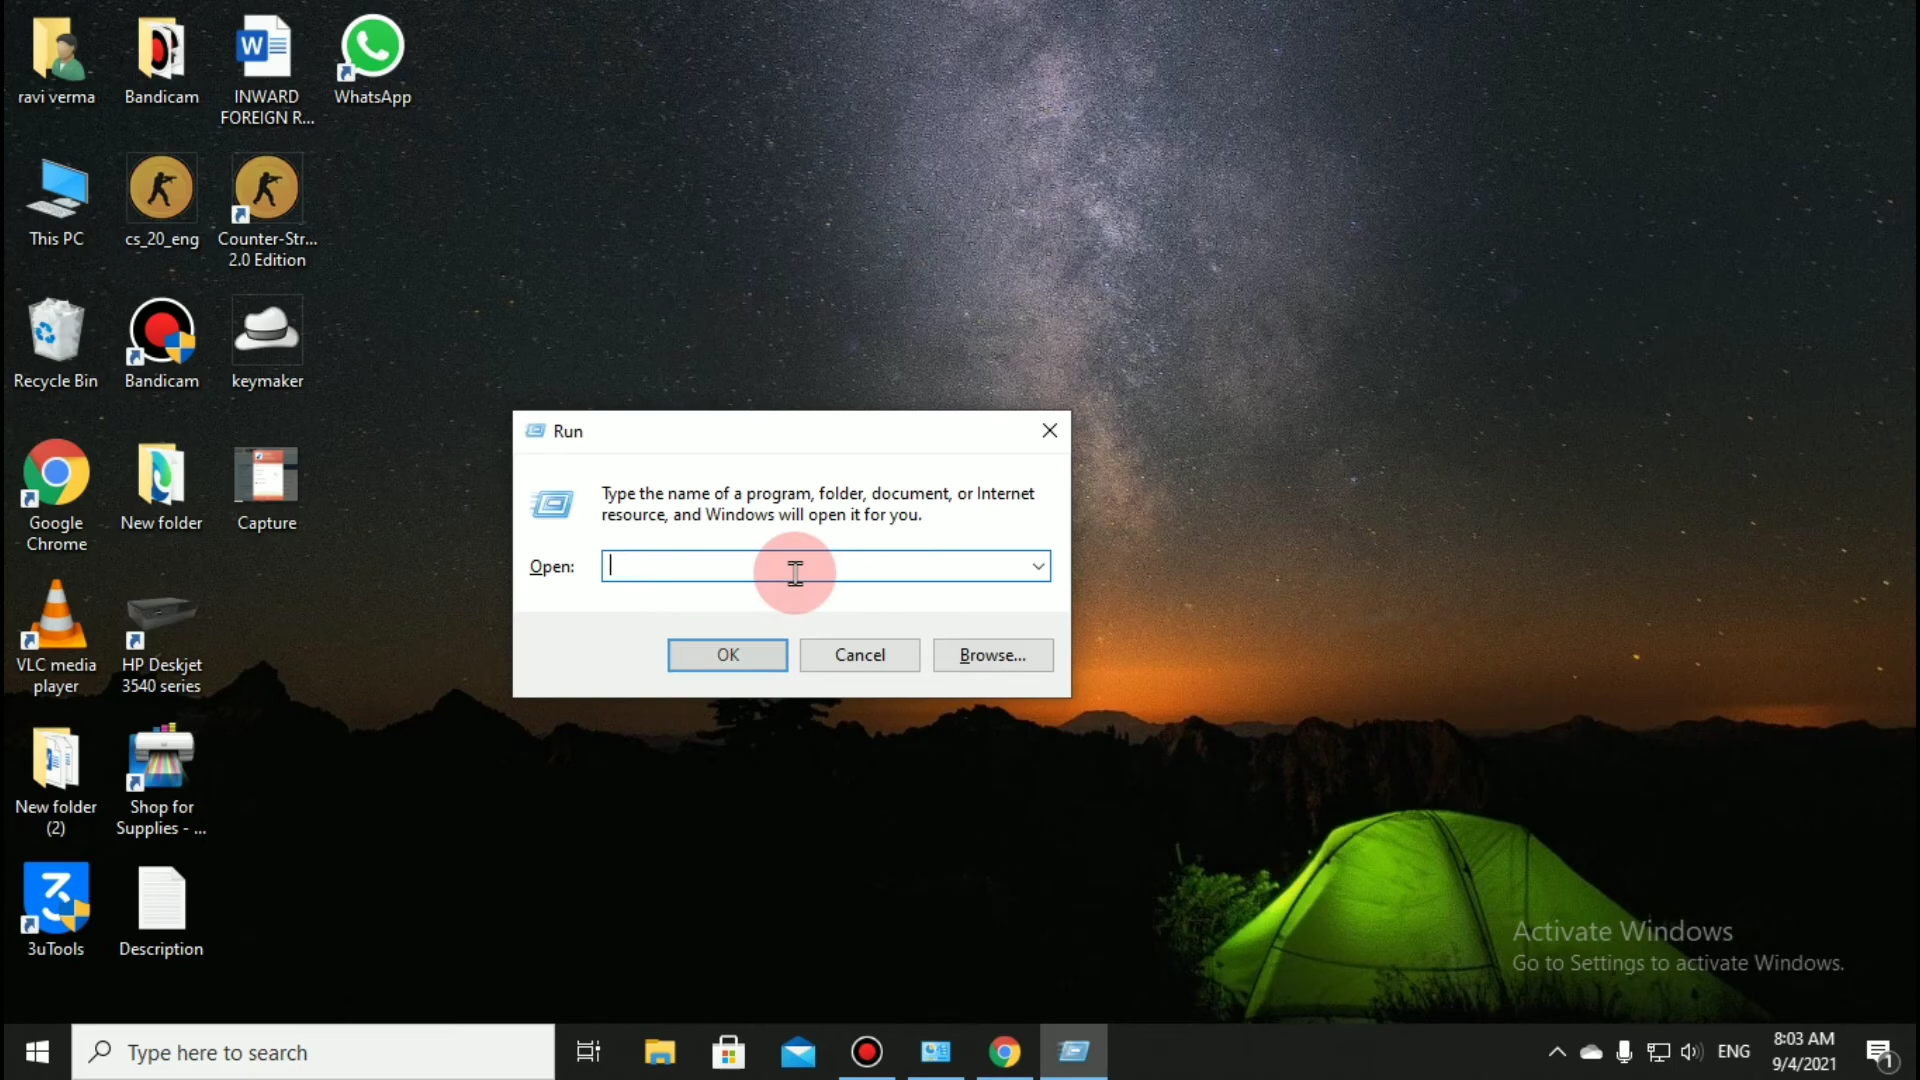 ravi verma
Bandicam
INWARD
FOREIGN R...
WhatsApp
This PC
cs_20_eng
Counter-Str...
2.0 Edition
Recycle Bin
Bandicam
keymaker
Google
Chrome
New folder
Capture
VLC media
player
HP Deskjet
3540 series
New folder
(2)
Shop for
Supplies - ...
3uTools
Description
Run
Type the name of a program, folder, document, or Internet
resource, and Windows will open it for you.
Open:
OK
Cancel
Browse...
Activate Windows
Go to Settings to activate Windows.
Type here to search
ENG
8:03 AM
9/4/2021
1